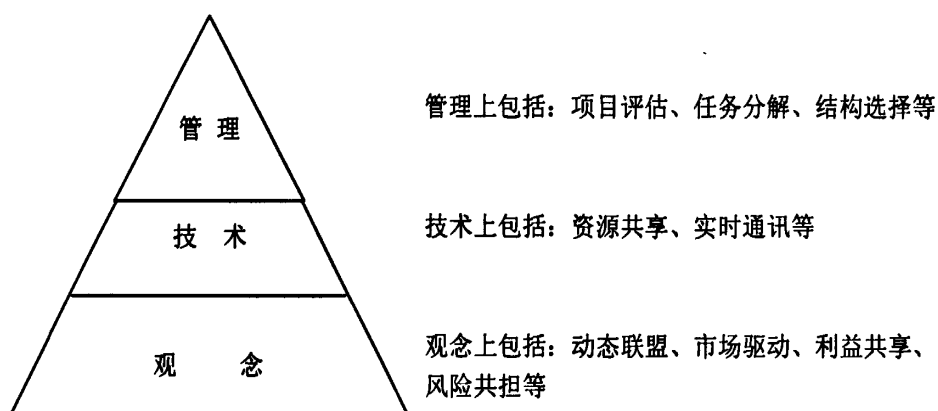 管理
管理上包括：项目评估、任务分解、结构选择等
技术
技术上包括：资源共享、实时通讯等
观念
观念上包括：动态联盟、市场驱动、利益共享、
风险共担等